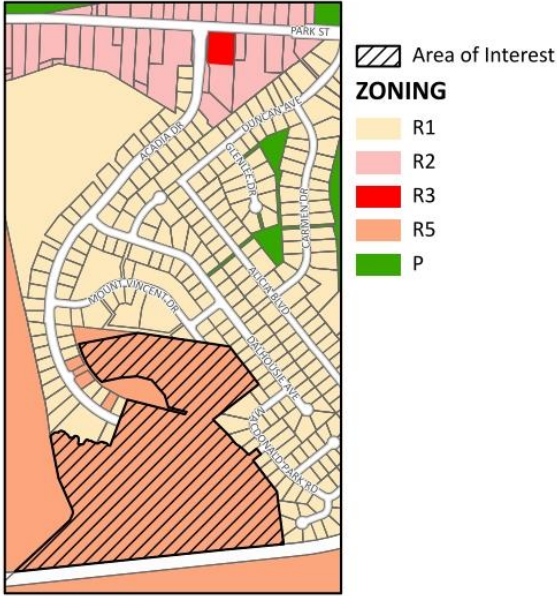 PARK ST
Area of Interest
ZONING
R1
R2
R3
R5
P
DUNCAN AVE
ACADIA DR
GLENLEE DR
CARMEN DR
ALICIA BLVD
MOUNT VINCENT DR
DALHOUSIE AVE
MACDONALD PARK RD